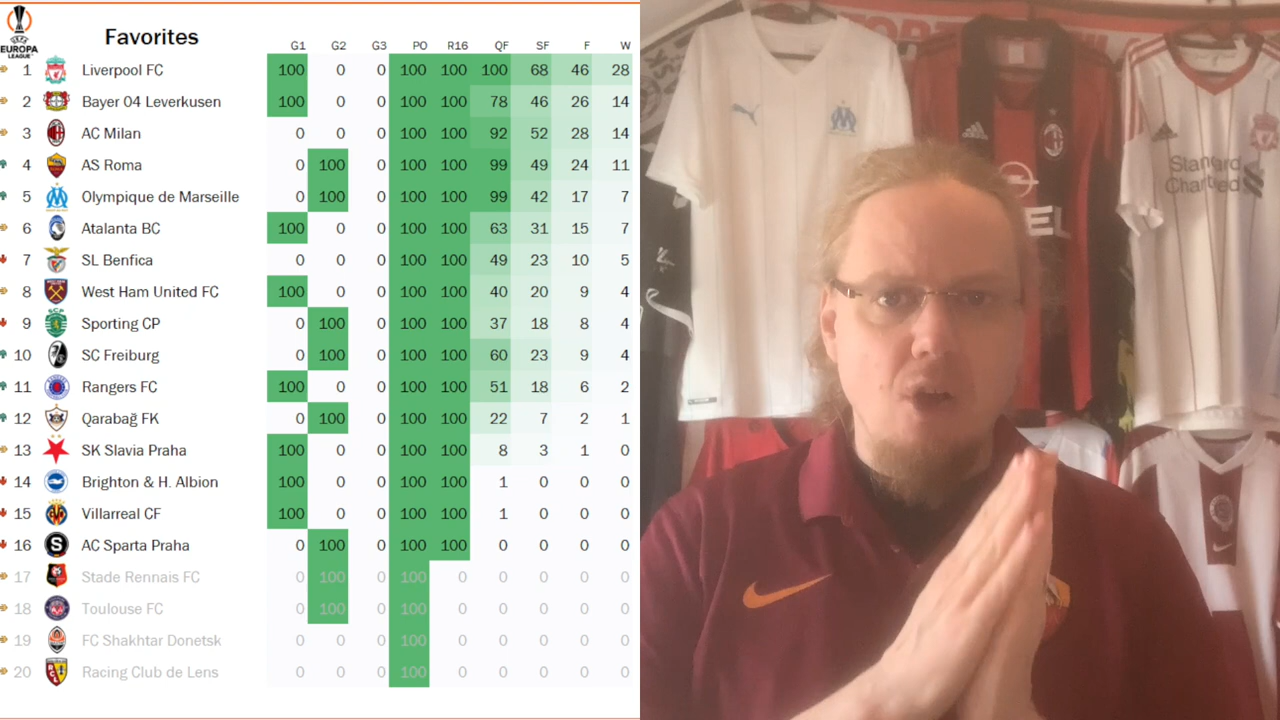 UEFA
EUROPA
LEAGUE
Favorites
G1 G2 G3 PO R16 QF SF F W
1 Liverpool FC 100 0 0 100 100 100 68 46 28
2 Bayer 04 Leverkusen 100 0 0 100 100 78 46 26 14
3 AC Milan 0 0 0 100 100 92 52 28 14
4 AS Roma 0 100 0 100 100 99 49 24 11
5 Olympique de Marseille 0 100 0 100 100 99 42 17 7
6 Atalanta BC 100 0 0 100 100 63 31 15 7
7 SL Benfica 0 0 0 100 100 49 23 10 5
8 West Ham United FC 100 0 0 100 100 40 20 9 4
9 Sporting CP 0 100 0 100 100 37 18 8 4
10 SC Freiburg 0 100 0 100 100 60 23 9 4
11 Rangers FC 100 0 0 100 100 51 18 6 2
12 Qarabağ FK 0 100 0 100 100 22 7 2 1
13 SK Slavia Praha 100 0 0 100 100 8 3 1 0
14 Brighton & H. Albion 100 0 0 100 100 1 0 0 0
15 Villarreal CF 100 0 0 100 100 1 0 0 0
16 AC Sparta Praha 0 100 0 100 100 0 0 0 0
17 Stade Rennais FC 0 100 0 100 0 0 0 0 0
18 Toulouse FC 0 100 0 100 0 0 0 0 0
19 FC Shakhtar Donetsk 0 0 0 100 0 0 0 0 0
20 Racing Club de Lens 0 0 0 100 0 0 0 0 0
adidas
Standard
Chartered